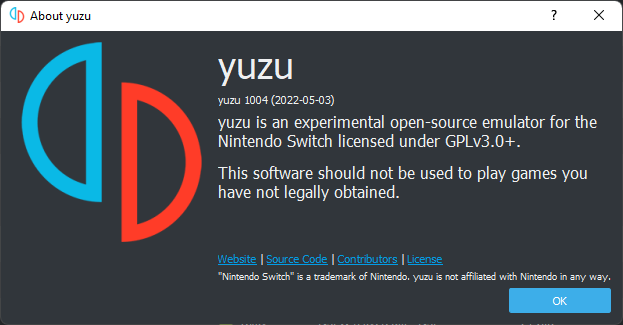 About yuzu
?
yuzu
yuzu 1004 (2022-05-03)
yuzu is an experimental open-source emulator for the
Nintendo Switch licensed under GPLv3.0+.
This software should not be used to play games you
have not legally obtained.
Website | Source Code | Contributors | License
"Nintendo Switch" is a trademark of Nintendo. yuzu is not affiliated with Nintendo in any way.
OK